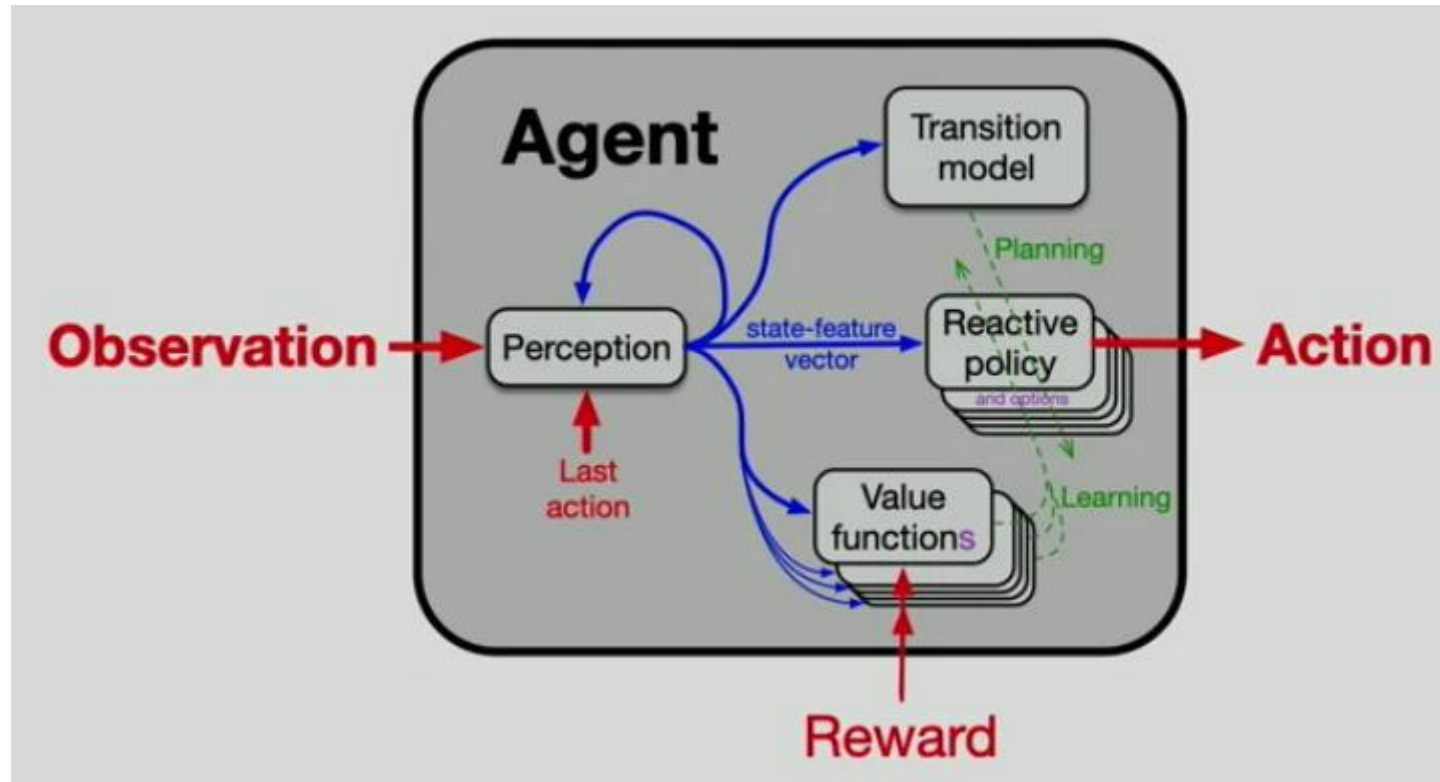 Agent
Transition
model
Planning
Observation
Perception
state-feature
vector
Reactive
policy
and options
Action
Last
action
Value
functions
Learning
Reward